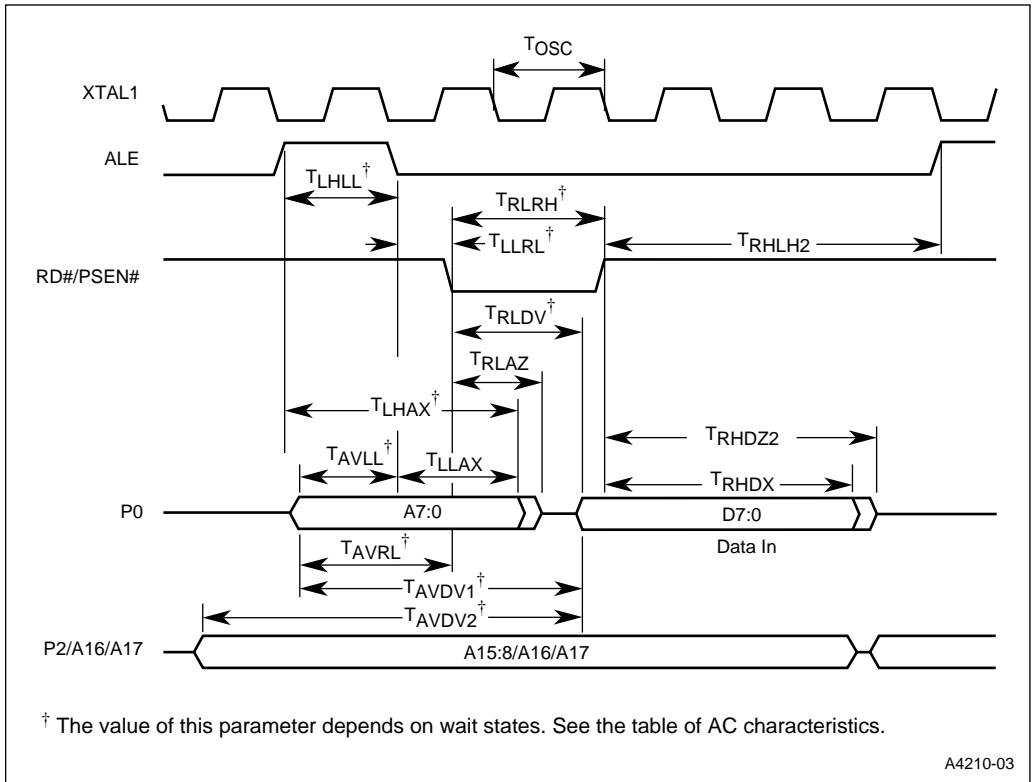 TOSC
XTAL1
ALE
TLHLL†
TRLRH†
TLLRL†
TRHLH2
RD#/PSEN#
TRLDV†
TRLAZ
TLHAX†
TRHDZ2
TAVLL†
TLLAX
TRHDX
P0
A7:0
D7:0
Data In
TAVRL†
TAVDV1†
TAVDV2†
P2/A16/A17
A15:8/A16/A17
† The value of this parameter depends on wait states. See the table of AC characteristics.
A4210-03